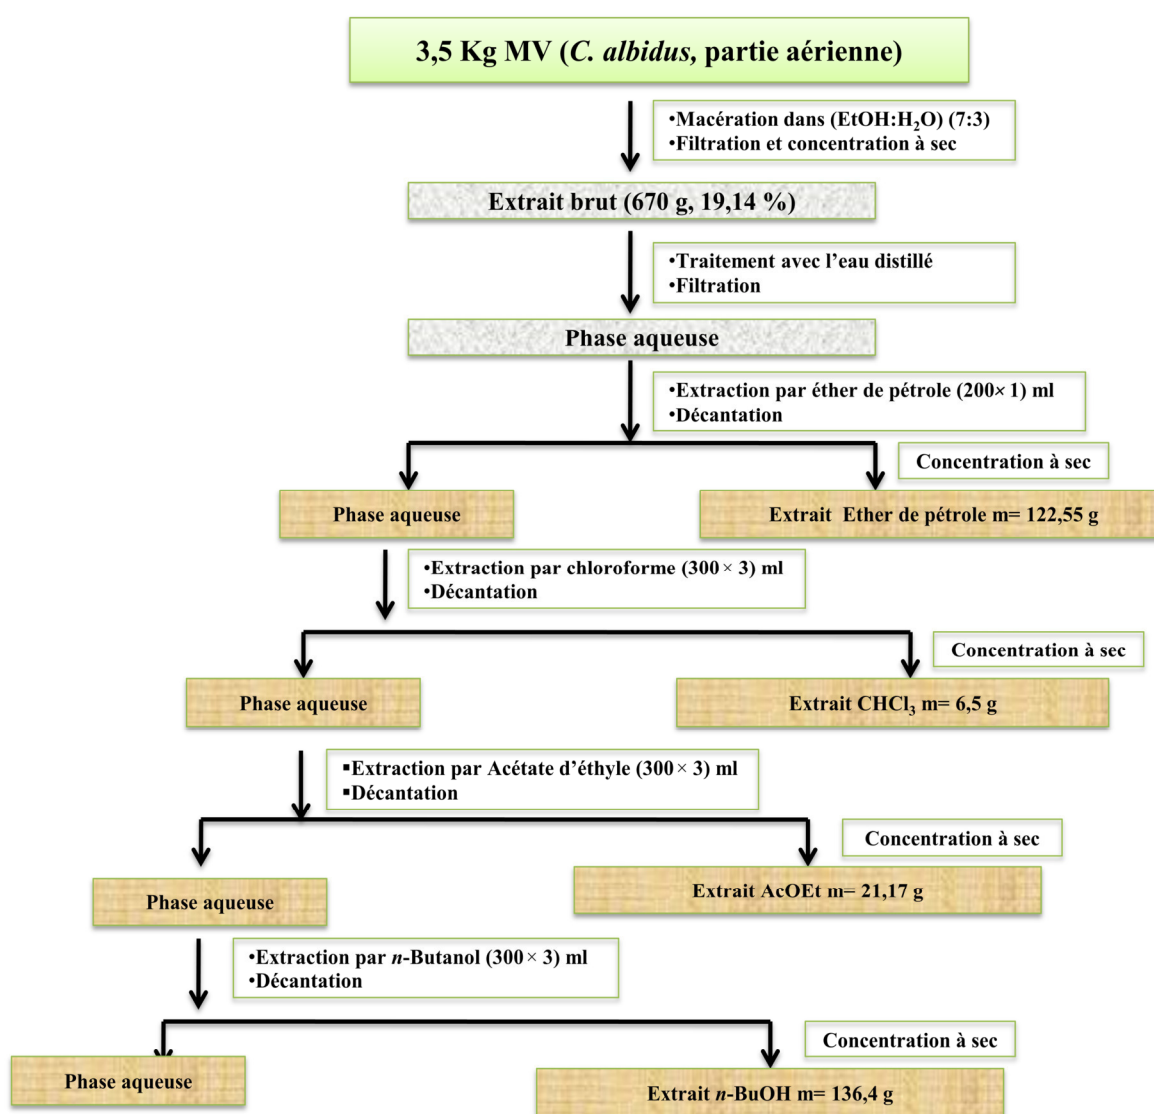 3,5 Kg MV (C. albidus, partie aérienne)
•Macération dans (EtOH:H₂O) (7:3)
•Filtration et concentration à sec
Extrait brut (670 g, 19,14 %)
•Traitement avec l’eau distillé
•Filtration
Phase aqueuse
•Extraction par éther de pétrole (200× 1) ml
•Décantation
Concentration à sec
Phase aqueuse
Extrait Ether de pétrole m= 122,55 g
•Extraction par chloroforme (300 × 3) ml
•Décantation
Concentration à sec
Phase aqueuse
Extrait CHCl₃ m= 6,5 g
▪Extraction par Acétate d’éthyle (300 × 3) ml
▪Décantation
Concentration à sec
Phase aqueuse
Extrait AcOEt m= 21,17 g
•Extraction par n-Butanol (300 × 3) ml
•Décantation
Concentration à sec
Phase aqueuse
Extrait n-BuOH m= 136,4 g